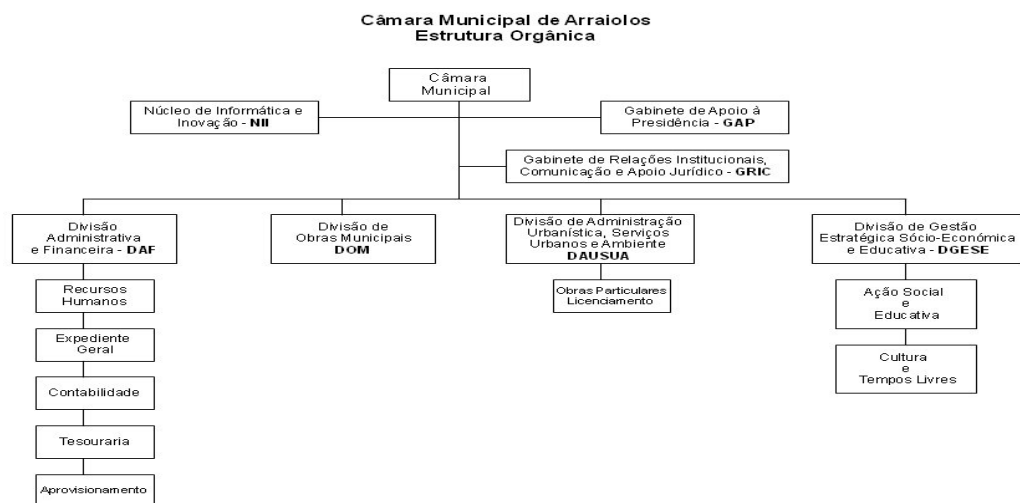 Câmara Municipal de Arraiolos
Estrutura Orgânica
Câmara
Municipal
Núcleo de Informática e
Inovação - NII
Gabinete de Apoio à
Presidência - GAP
Gabinete de Relações Institucionais,
Comunicação e Apoio Jurídico - GRIC
Divisão
Administrativa
e Financeira - DAF
Divisão de
Obras Municipais
DOM
Divisão de Administração
Urbanística, Serviços
Urbanos e Ambiente
DAUSUA
Divisão de Gestão
Estratégica Sócio-Económica
e Educativa - DGESE
Recursos
Humanos
Expediente
Geral
Contabilidade
Tesouraria
Aprovisionamento
Obras Particulares
Licenciamento
Ação Social
e
Educativa
Cultura
e
Tempos Livres